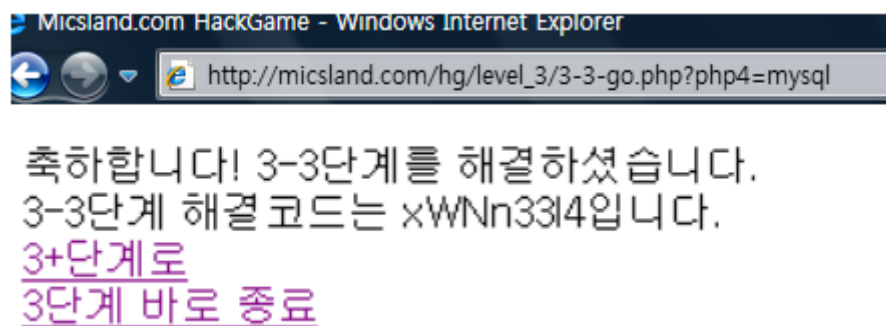 Micsland.com HackGame - Windows Internet Explorer
http://micsland.com/hg/level_3/3-3-go.php?php4=mysql
축하합니다! 3-3단계를 해결하셨습니다.
3-3단계 해결코드는 xWNn33l4입니다.
3+단계로
3단계 바로 종료